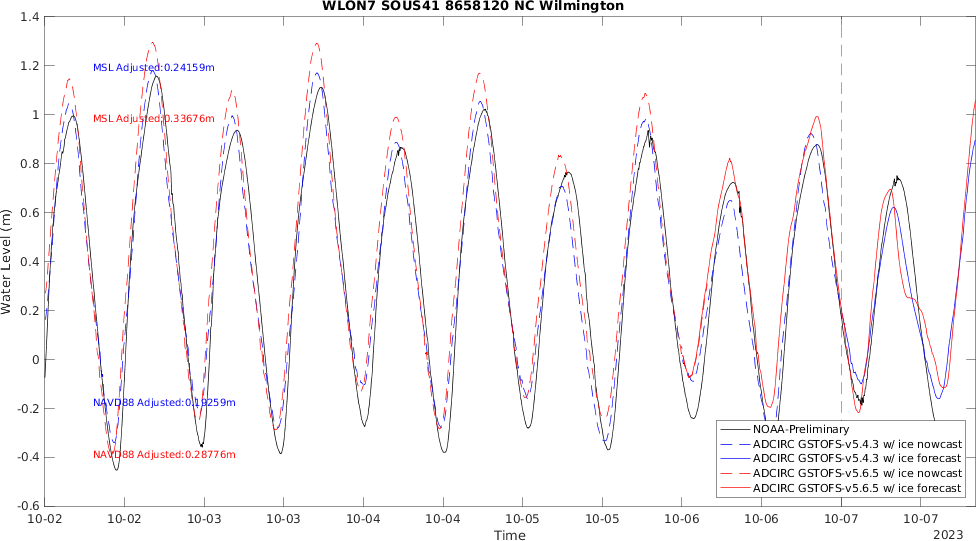 WLON7 SOUS41 8658120 NC Wilmington
1.4
1.2
1
0.8
0.6
0.4
0.2
0
-0.2
-0.4
-0.6
Water Level (m)
MSL Adjusted:0.24159m
MSL Adjusted:0.33676m
NAVD88 Adjusted:0.19259m
NAVD88 Adjusted:0.28776m
NOAA-Preliminary
ADCIRC GSTOFS-v5.4.3 w/ ice nowcast
ADCIRC GSTOFS-v5.4.3 w/ ice forecast
ADCIRC GSTOFS-v5.6.5 w/ ice nowcast
ADCIRC GSTOFS-v5.6.5 w/ ice forecast
10-02 10-02 10-03 10-03 10-04 10-04 10-05 10-05 10-06 10-06 10-07 10-07
2023
Time